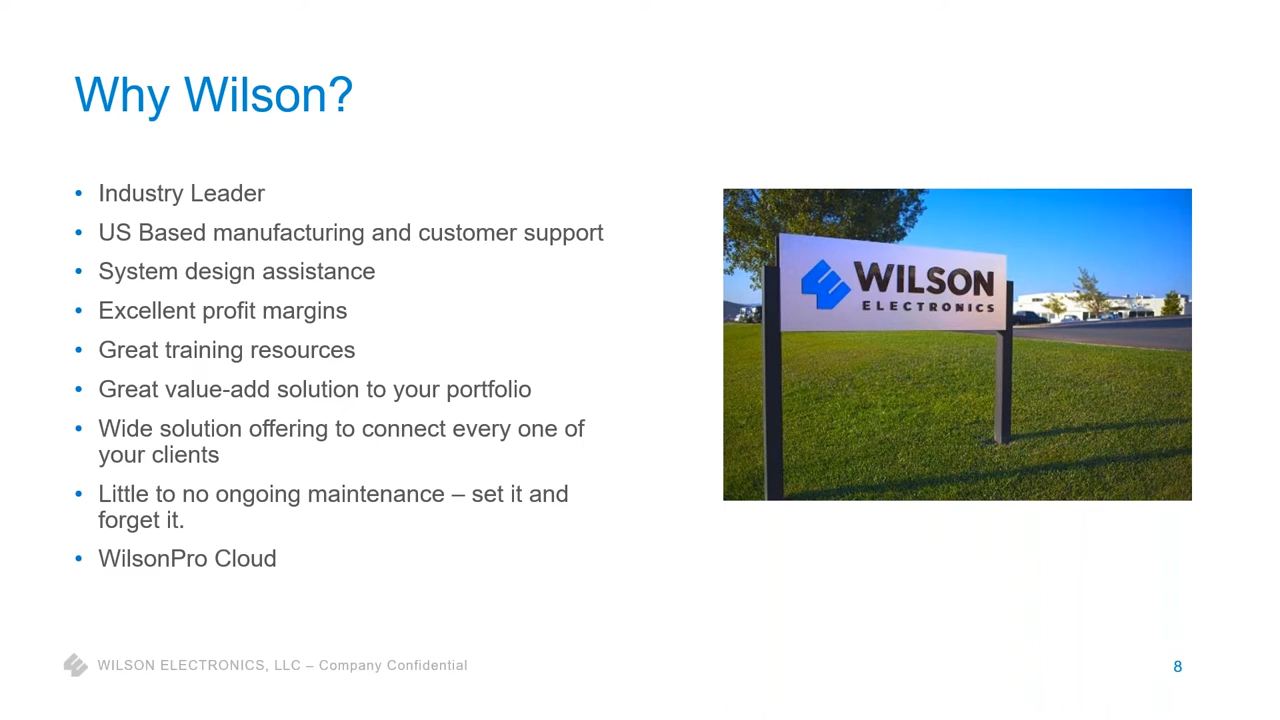 Why Wilson?
• Industry Leader
• US Based manufacturing and customer support
• System design assistance
• Excellent profit margins
• Great training resources
• Great value-add solution to your portfolio
• Wide solution offering to connect every one of
your clients
• Little to no ongoing maintenance – set it and
forget it.
• WilsonPro Cloud
WILSON
ELECTRONICS
WILSON ELECTRONICS, LLC – Company Confidential
8